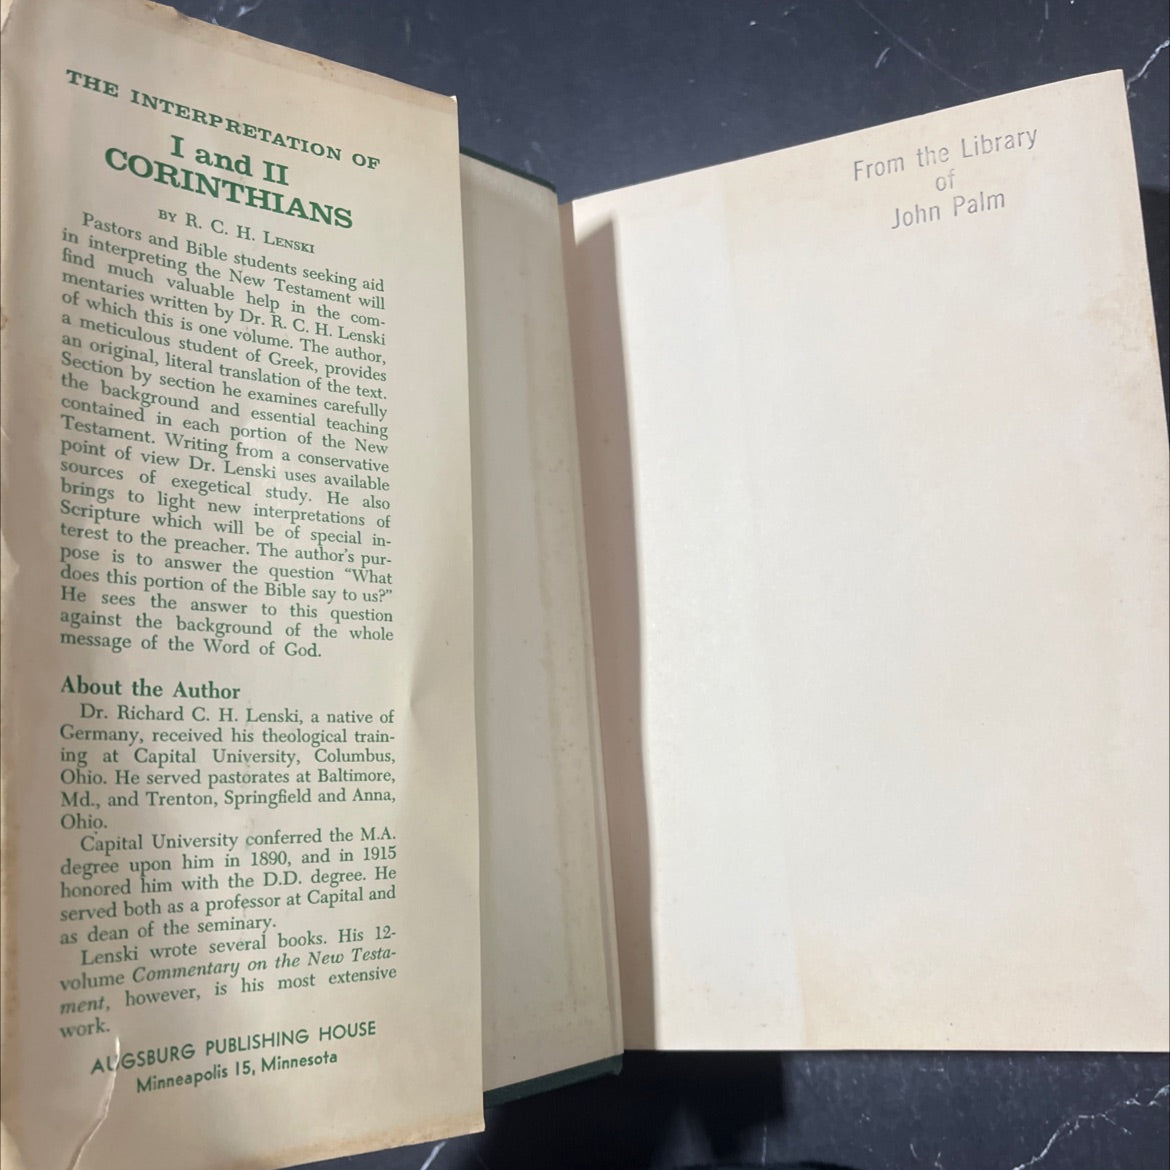 THE INTERPRETATION OF
I and II
CORINTHIANS
BY R. C. H. LENSKI
Pastors and Bible students seeking aid
in interpreting the New Testament will
find much valuable help in the com-
mentaries written by Dr. R. C. H. Lenski
of which this is one volume. The author,
a meticulous student of Greek, provides
an original, literal translation of the text.
Section by section he examines carefully
the background and essential teaching
contained in each portion of the New
Testament. Writing from a conservative
point of view Dr. Lenski uses available
sources of exegetical study. He also
brings to light new interpretations of
Scripture which will be of special in-
terest to the preacher. The author's pur-
pose is to answer the question “What
does this portion of the Bible say to us?”
He sees the answer to this question
against the background of the whole
message of the Word of God.
About the Author
Dr. Richard C. H. Lenski, a native of
Germany, received his theological train-
ing at Capital University, Columbus,
Ohio. He served pastorates at Baltimore,
Md., and Trenton, Springfield and Anna,
Ohio.
Capital University conferred the M.A.
degree upon him in 1890, and in 1915
honored him with the D.D. degree. He
served both as a professor at Capital and
as dean of the seminary.
Lenski wrote several books. His 12-
volume Commentary on the New Testa-
ment, however, is his most extensive
work.
AUGSBURG PUBLISHING HOUSE
Minneapolis 15, Minnesota
From the Library
of
John Palm